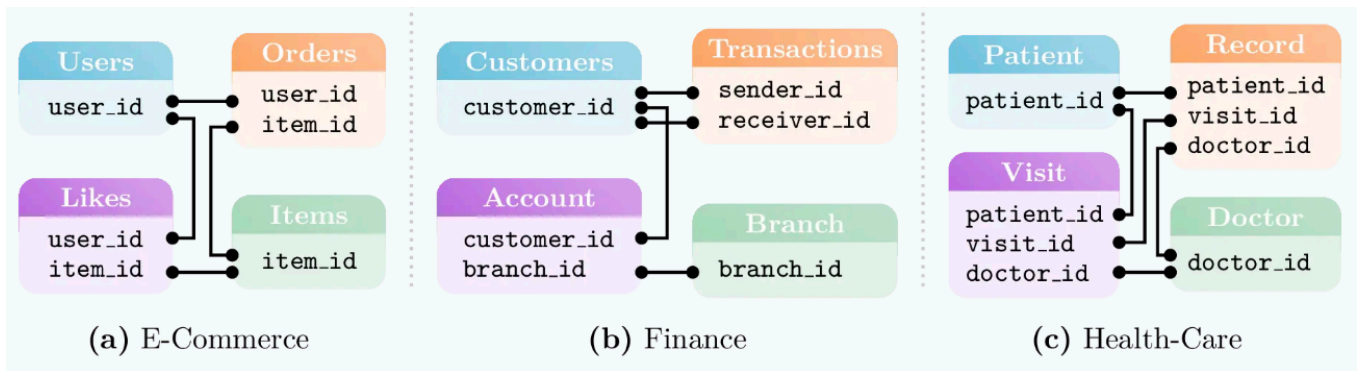 Users
user_id
Orders
user_id
item_id
Likes
user_id
item_id
Items
item_id
(a) E-Commerce
Customers
customer_id
Transactions
sender_id
receiver_id
Account
customer_id
branch_id
Branch
branch_id
(b) Finance
Patient
patient_id
Record
patient_id
visit_id
doctor_id
Visit
patient_id
visit_id
doctor_id
Doctor
doctor_id
(c) Health-Care